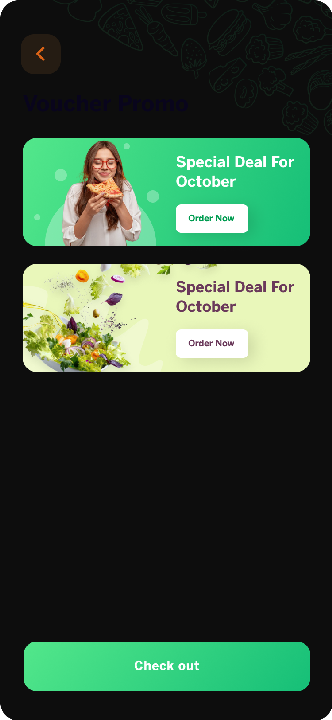 Voucher Promo
Special Deal For
October
Order Now
Special Deal For
October
Order Now
Check out